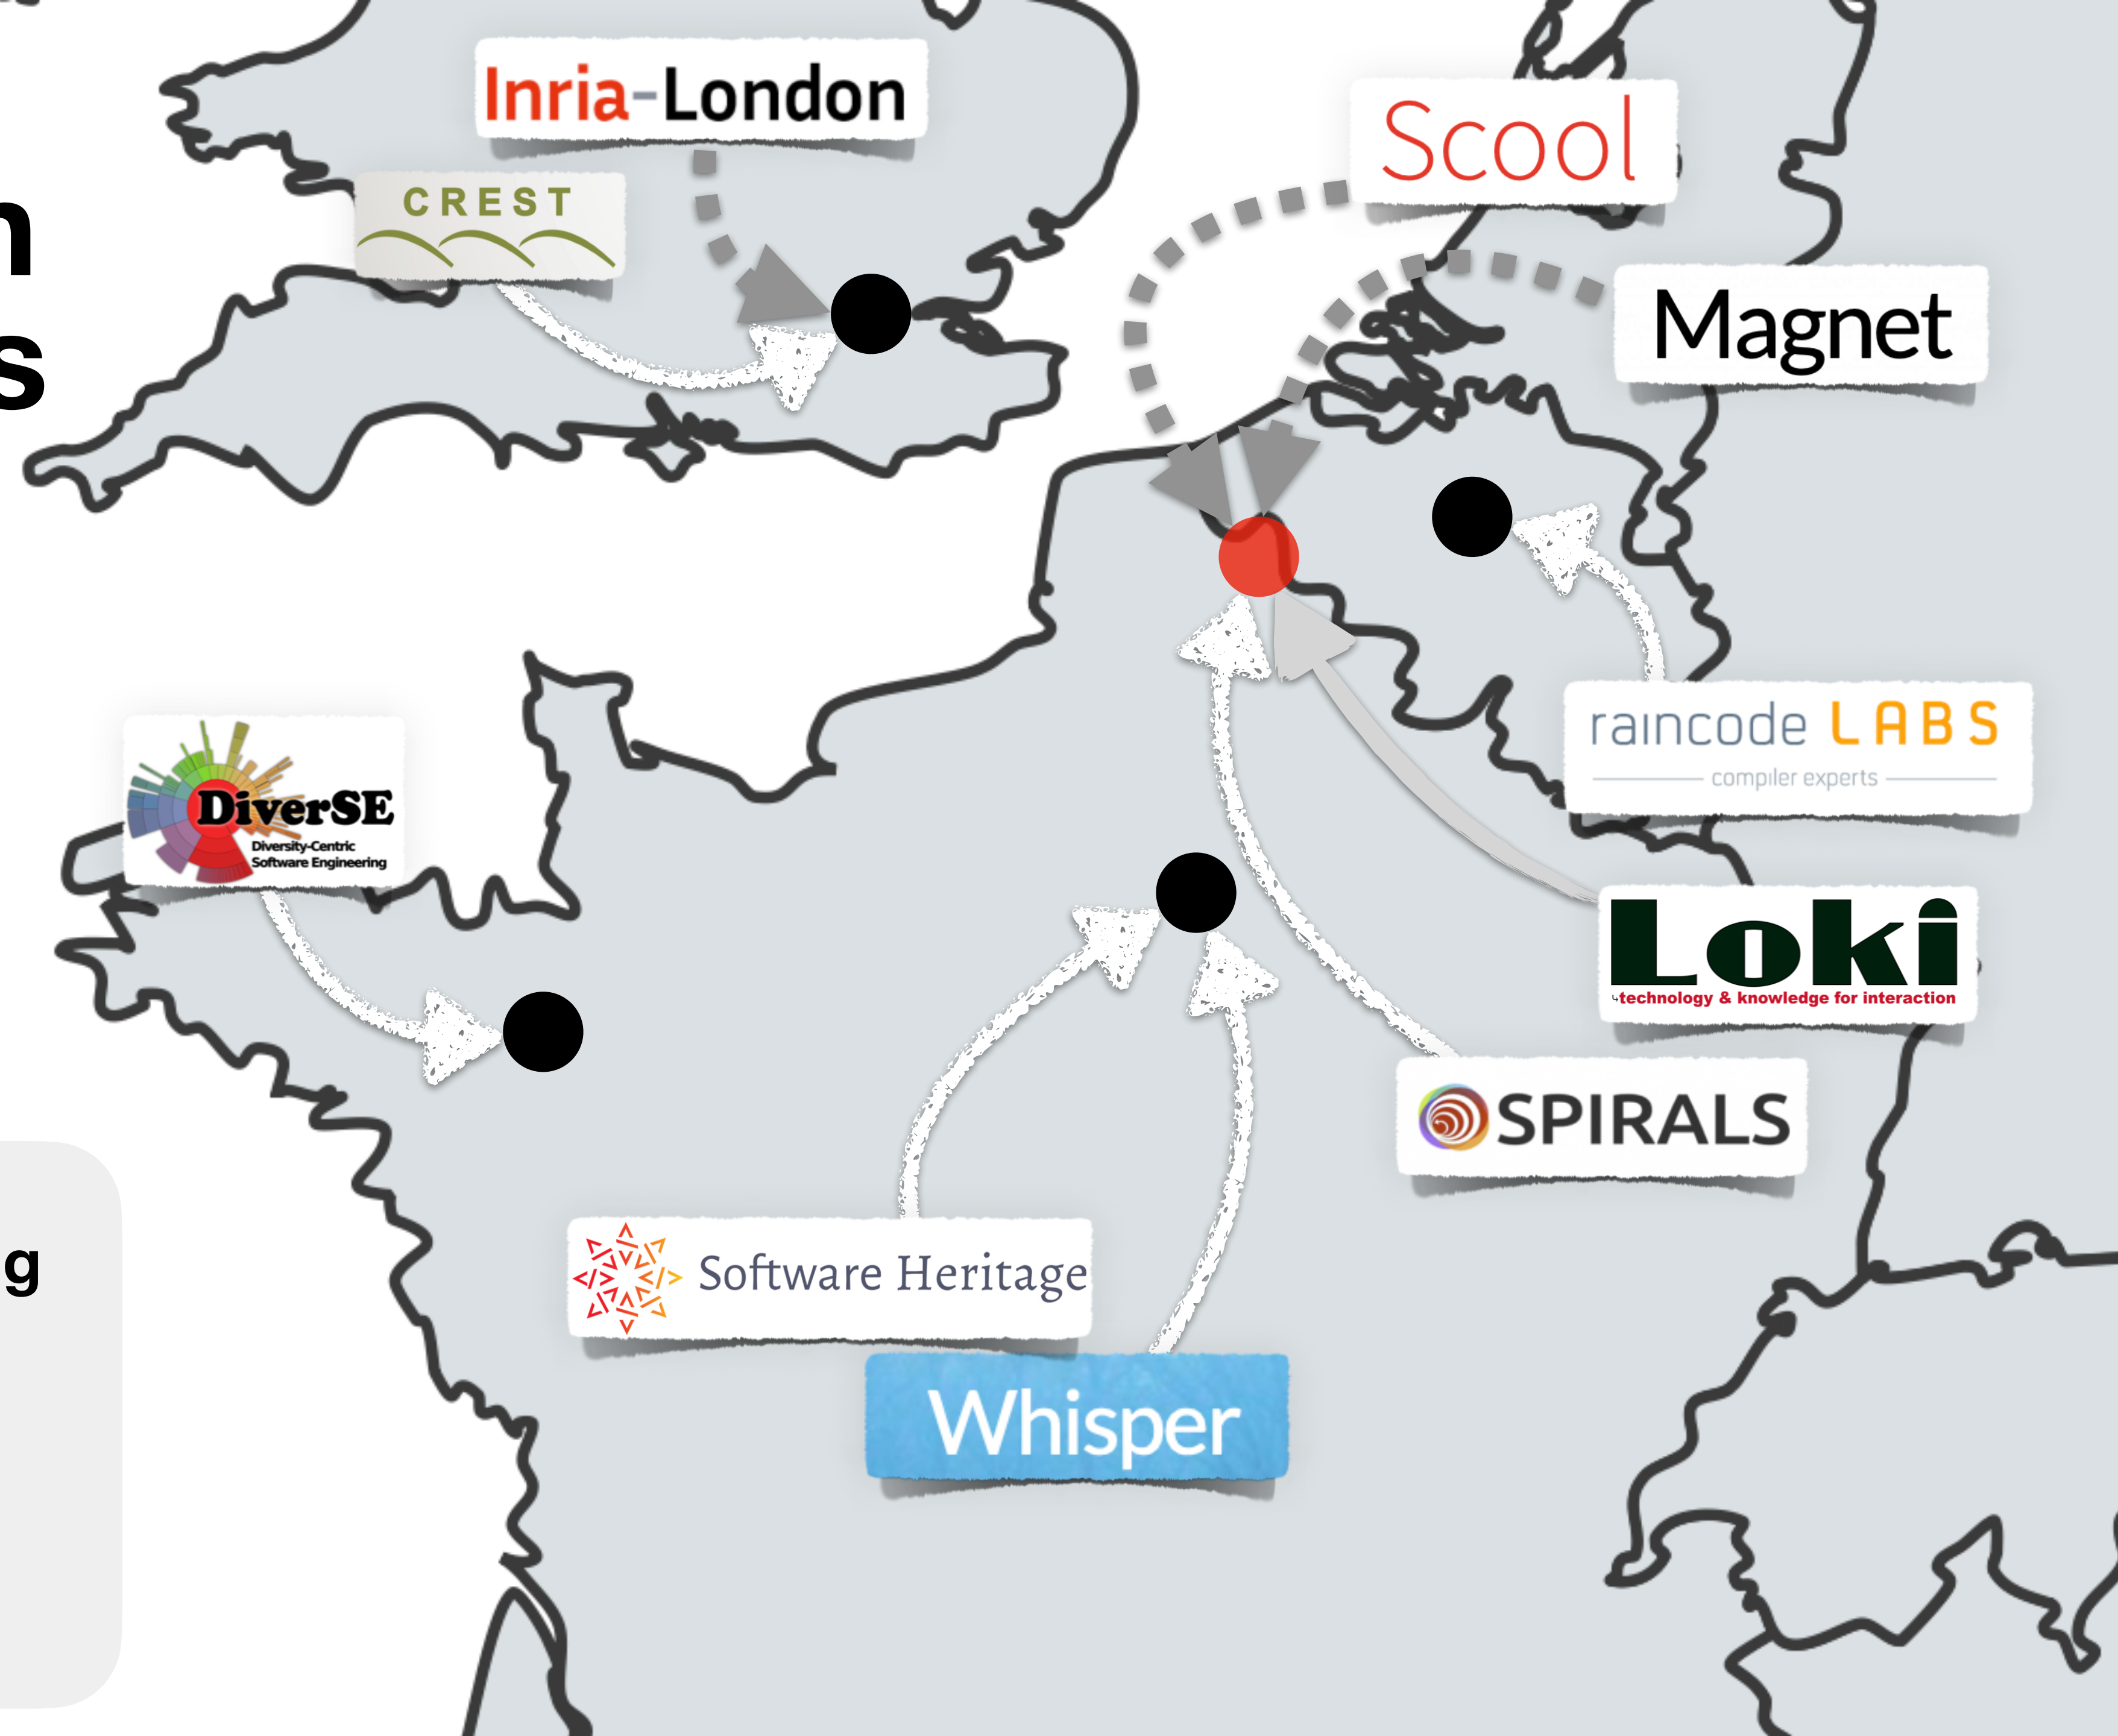 n
s
g
Inria-London
CREST
Scool
Magnet
raincode LABS
compiler experts
DiverSE
Diversity-Centric
Software Engineering
Loki
technology & knowledge for interaction
SPIRALS
Software Heritage
Whisper